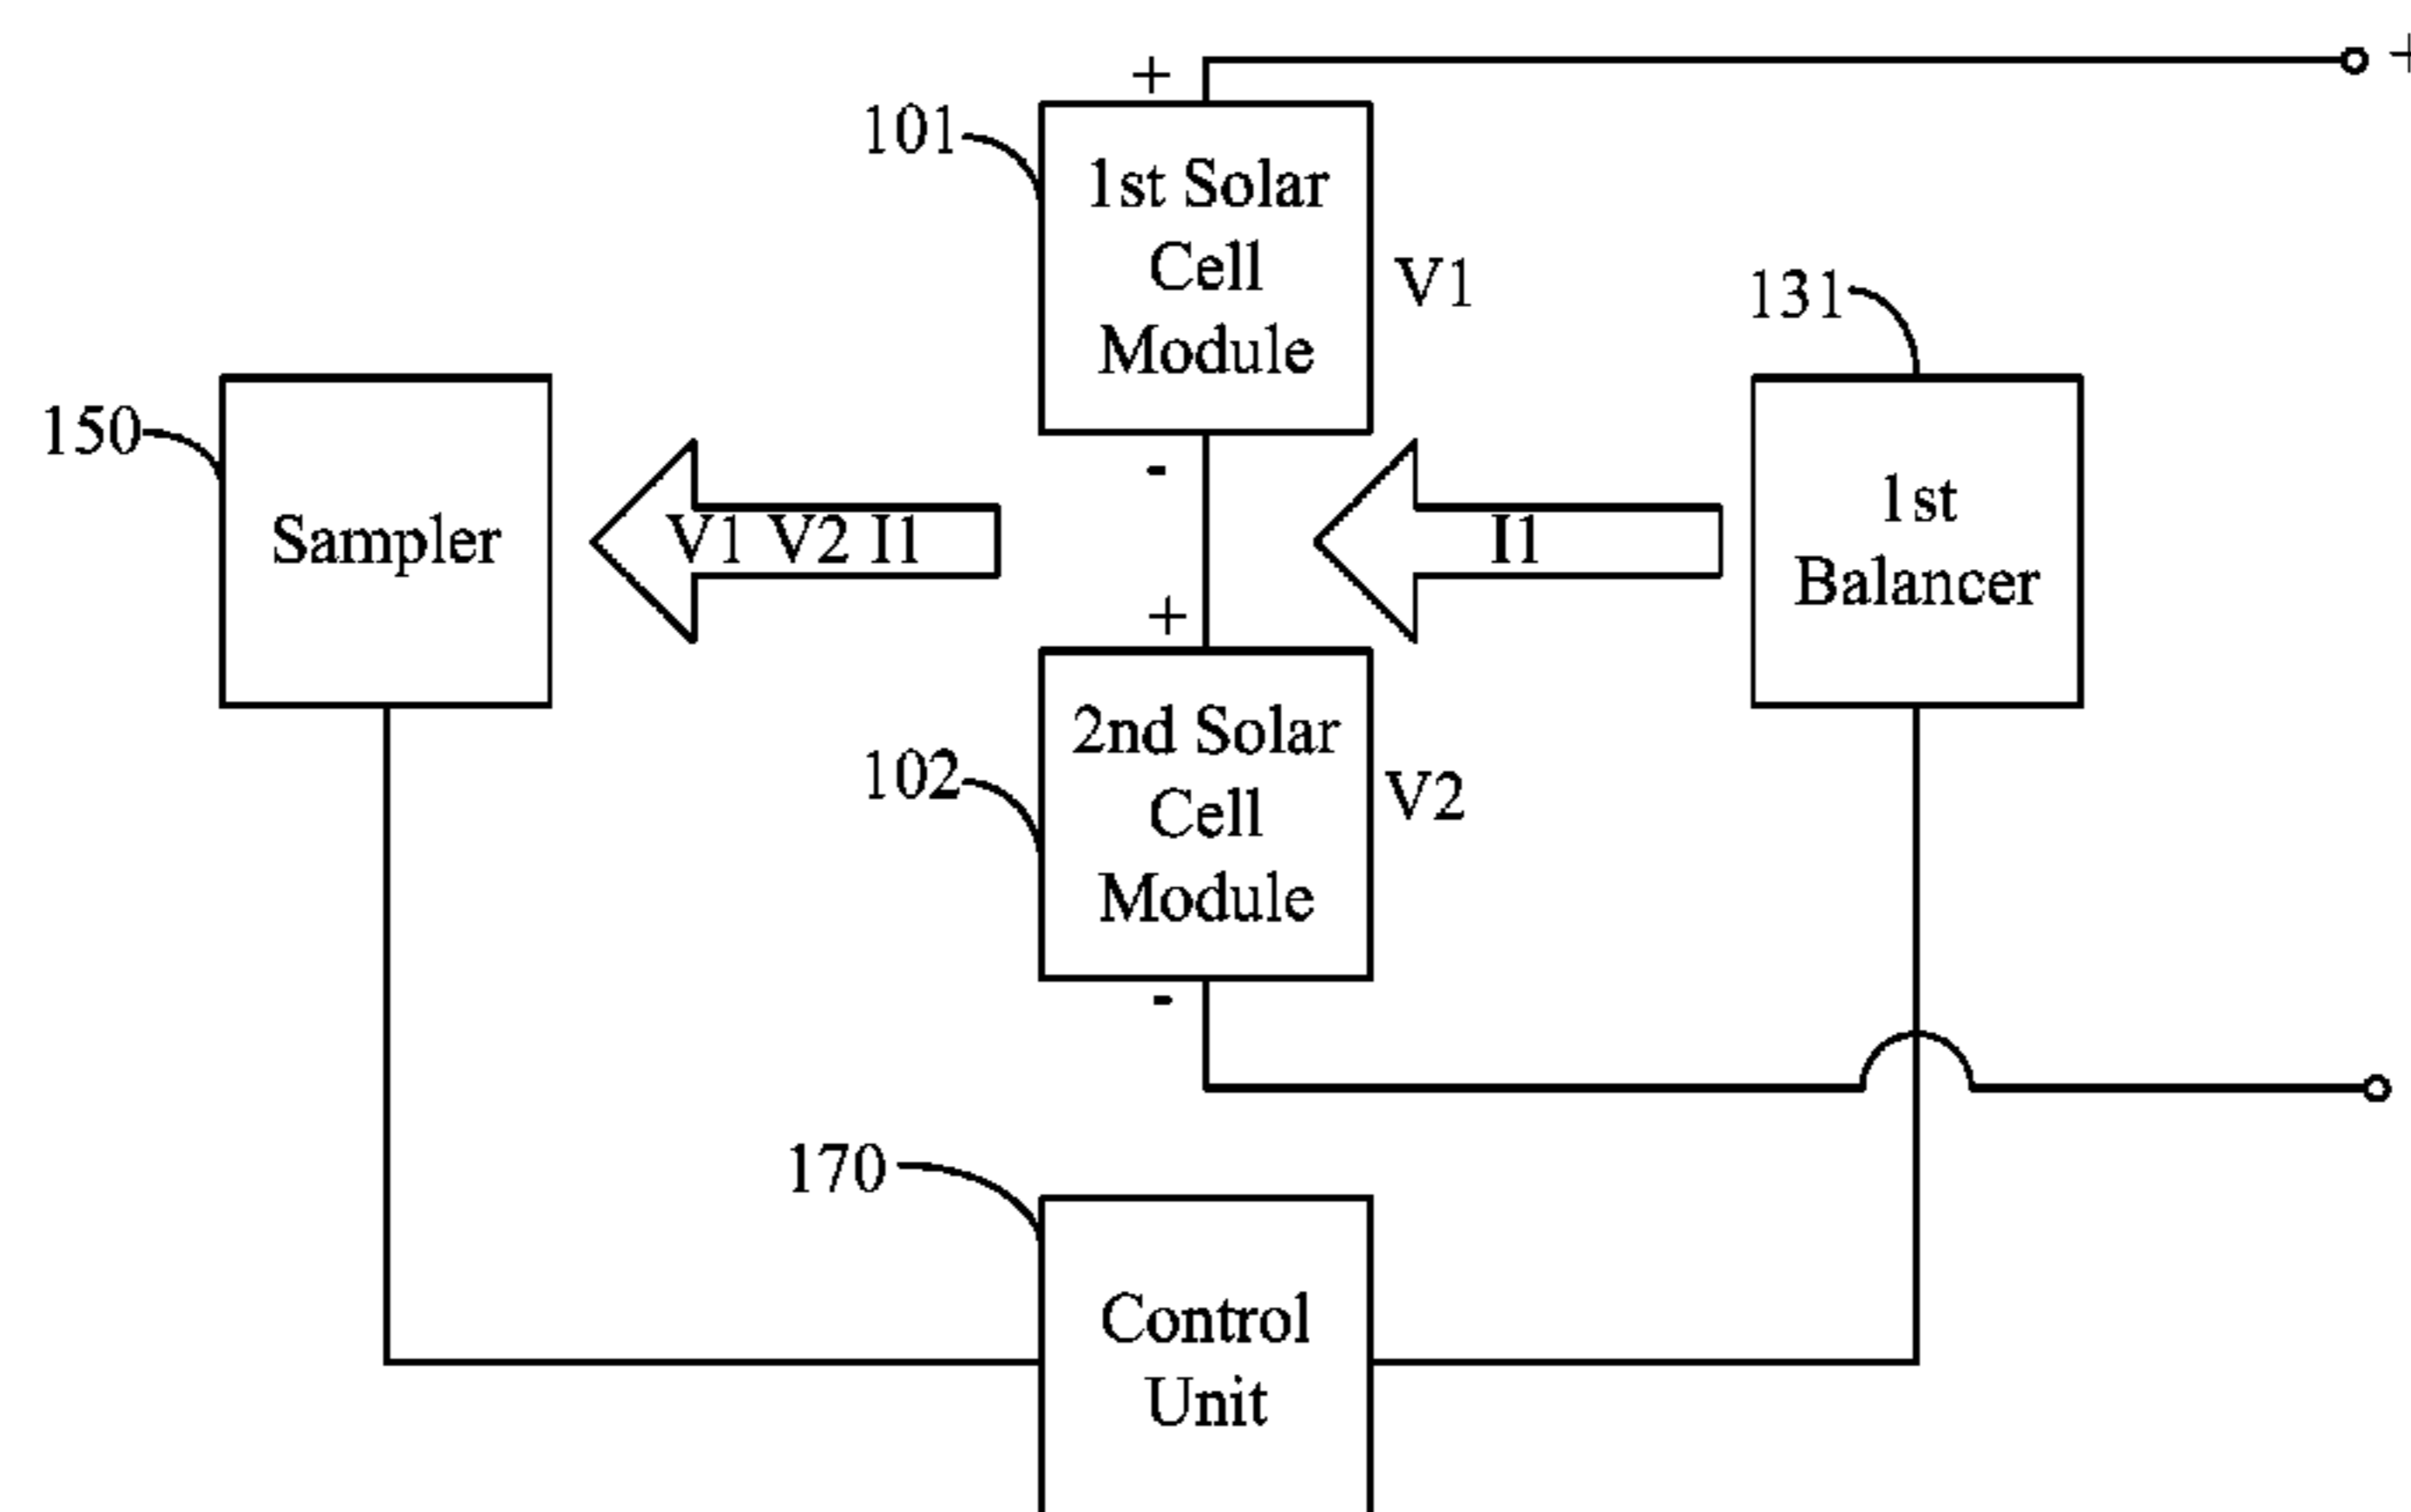 +
+
101
1st Solar
Cell
Module
V1
131
150
-
Sampler
V1 V2 I1
I1
1st
Balancer
+
2nd Solar
Cell
Module
102
V2
-
170
Control
Unit